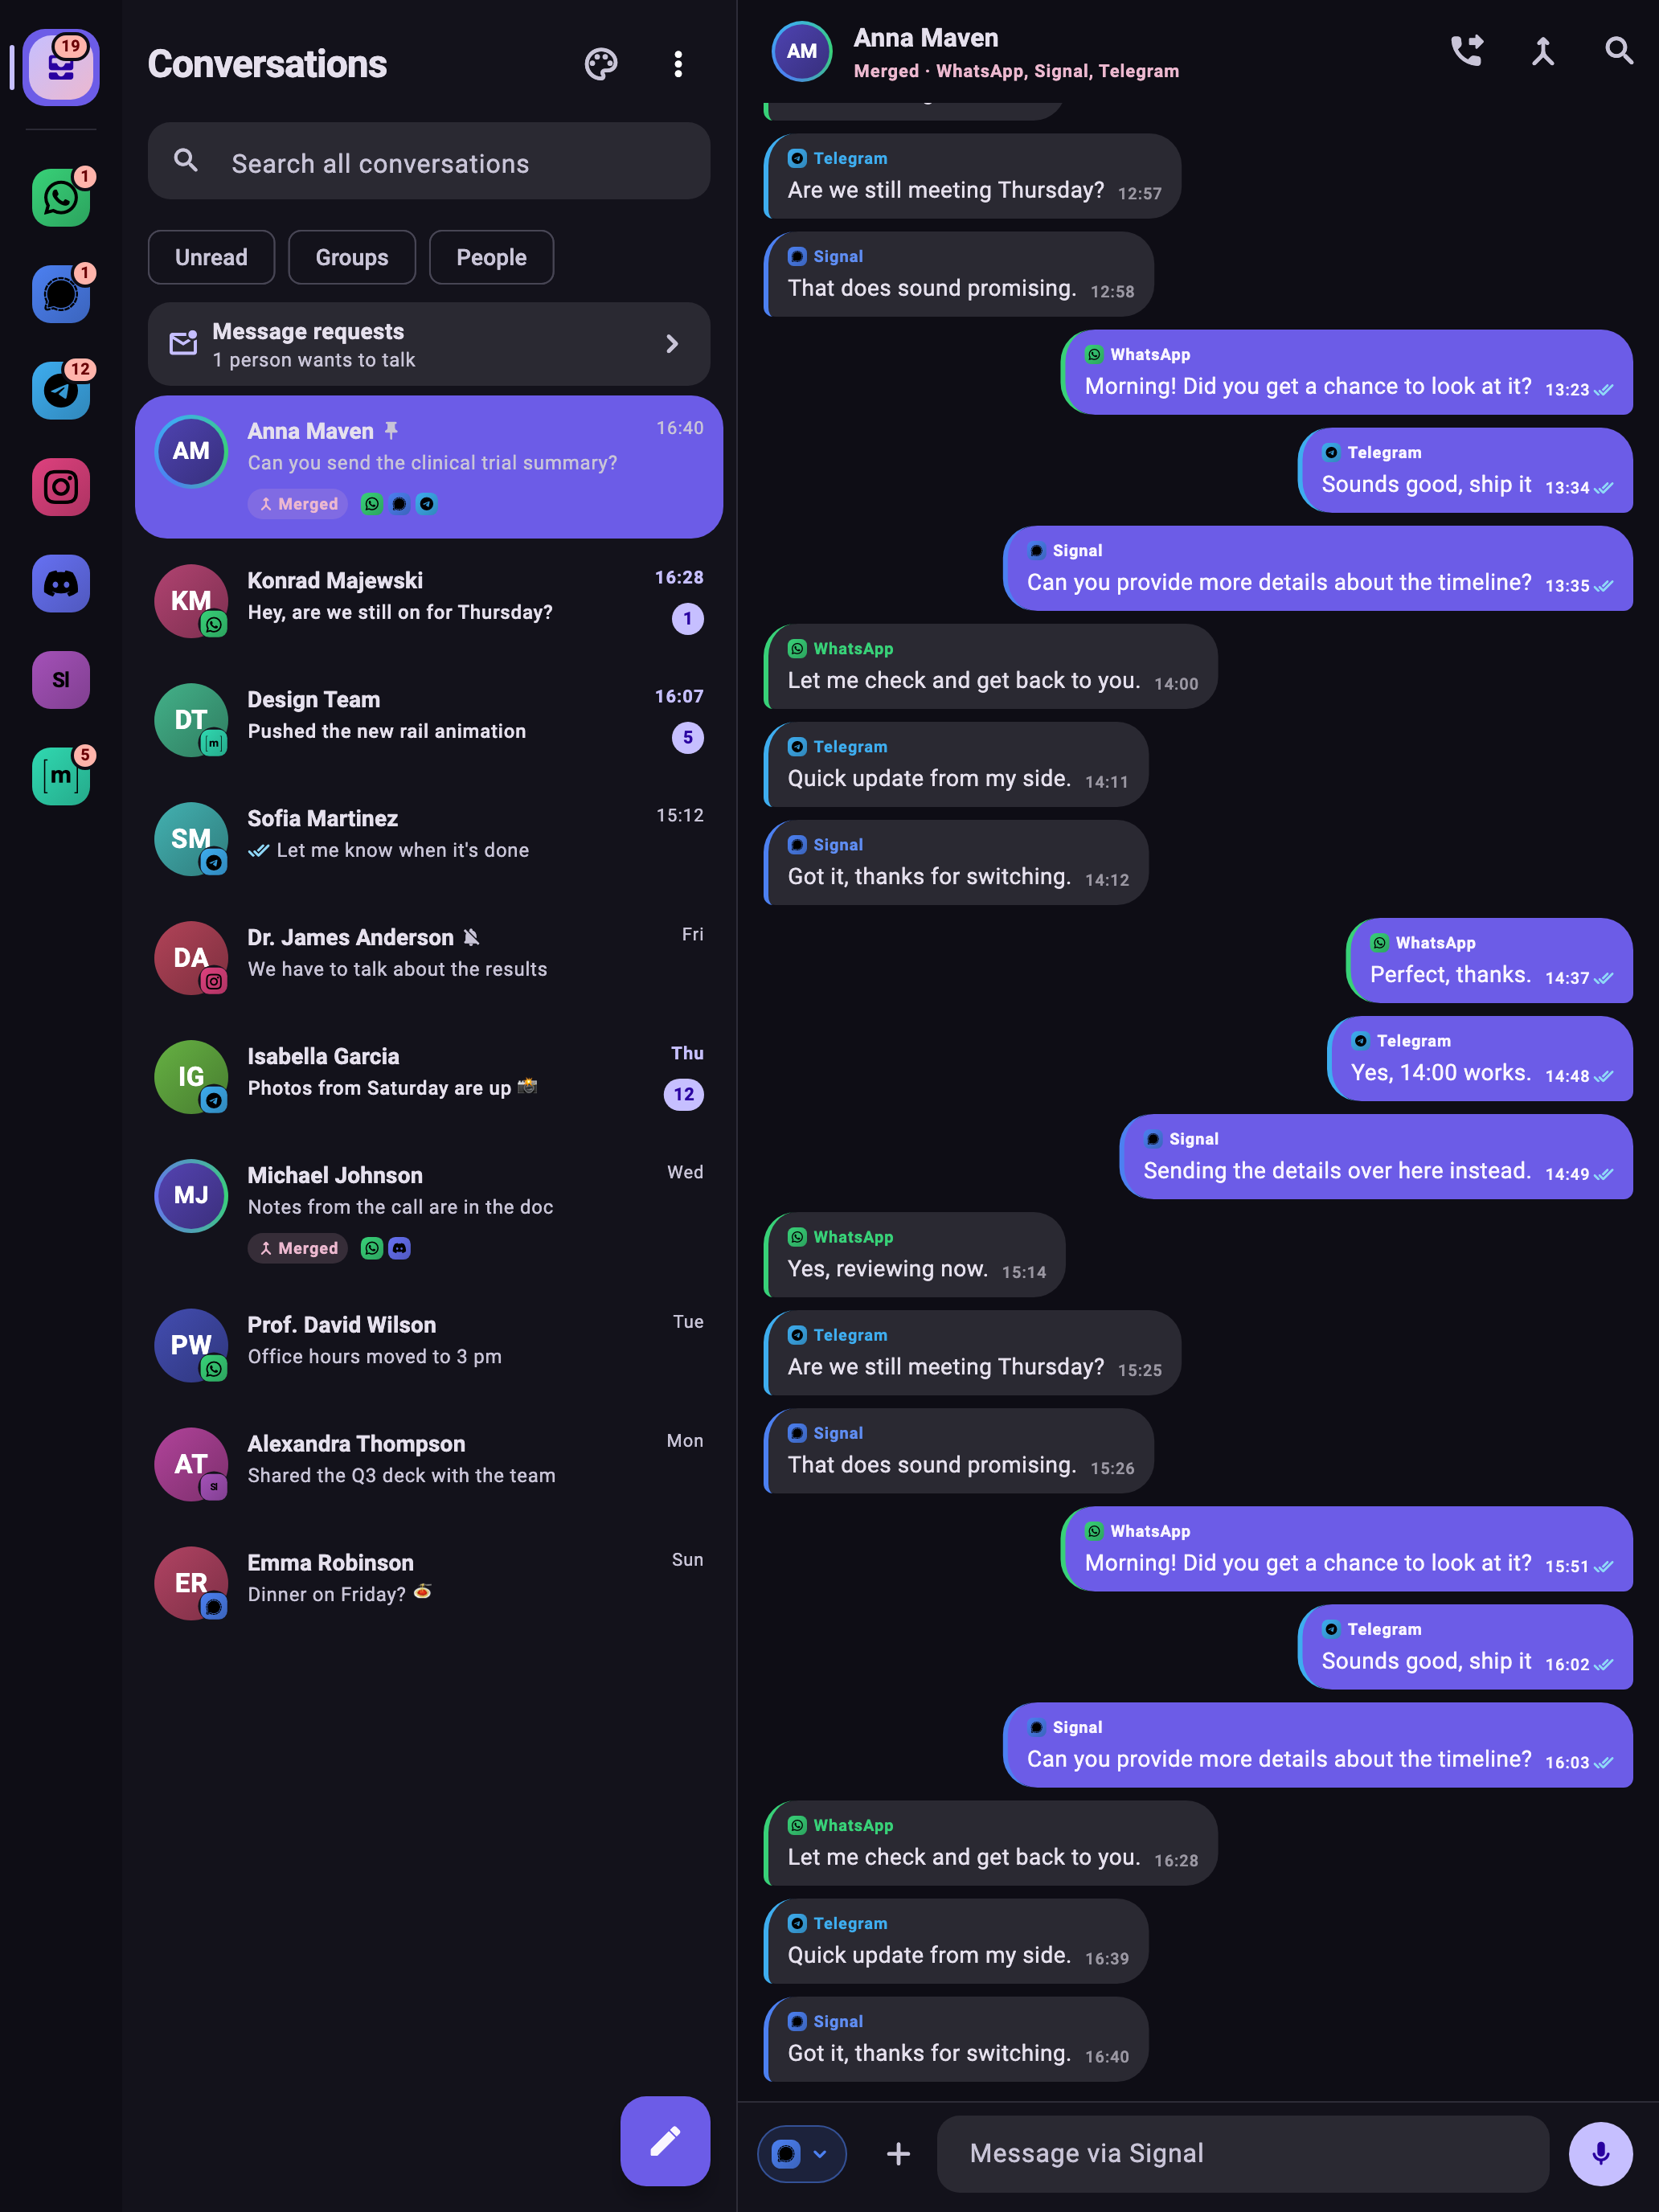 19
1
1
12
SI
[m]
5
Conversations
Search all conversations
Unread
Groups
People
Message requests
1 person wants to talk
AM
Anna Maven
16:40
Can you send the clinical trial summary?
Merged
KM
Konrad Majewski
16:28
Hey, are we still on for Thursday?
1
DT
[m]
Design Team
16:07
Pushed the new rail animation
5
SM
Sofia Martinez
15:12
Let me know when it's done
DA
Dr. James Anderson
Fri
We have to talk about the results
IG
Isabella Garcia
Thu
Photos from Saturday are up 📸
12
MJ
Michael Johnson
Wed
Notes from the call are in the doc
Merged
PW
Prof. David Wilson
Tue
Office hours moved to 3 pm
AT
SI
Alexandra Thompson
Mon
Shared the Q3 deck with the team
ER
Emma Robinson
Sun
Dinner on Friday? 🍝
AM
Anna Maven
Merged · WhatsApp, Signal, Telegram
Telegram
Are we still meeting Thursday? 12:57
Signal
That does sound promising. 12:58
WhatsApp
Morning! Did you get a chance to look at it? 13:23
Telegram
Sounds good, ship it 13:34
Signal
Can you provide more details about the timeline? 13:35
WhatsApp
Let me check and get back to you. 14:00
Telegram
Quick update from my side. 14:11
Signal
Got it, thanks for switching. 14:12
WhatsApp
Perfect, thanks. 14:37
Telegram
Yes, 14:00 works. 14:48
Signal
Sending the details over here instead. 14:49
WhatsApp
Yes, reviewing now. 15:14
Telegram
Are we still meeting Thursday? 15:25
Signal
That does sound promising. 15:26
WhatsApp
Morning! Did you get a chance to look at it? 15:51
Telegram
Sounds good, ship it 16:02
Signal
Can you provide more details about the timeline? 16:03
WhatsApp
Let me check and get back to you. 16:28
Telegram
Quick update from my side. 16:39
Signal
Got it, thanks for switching. 16:40
Message via Signal